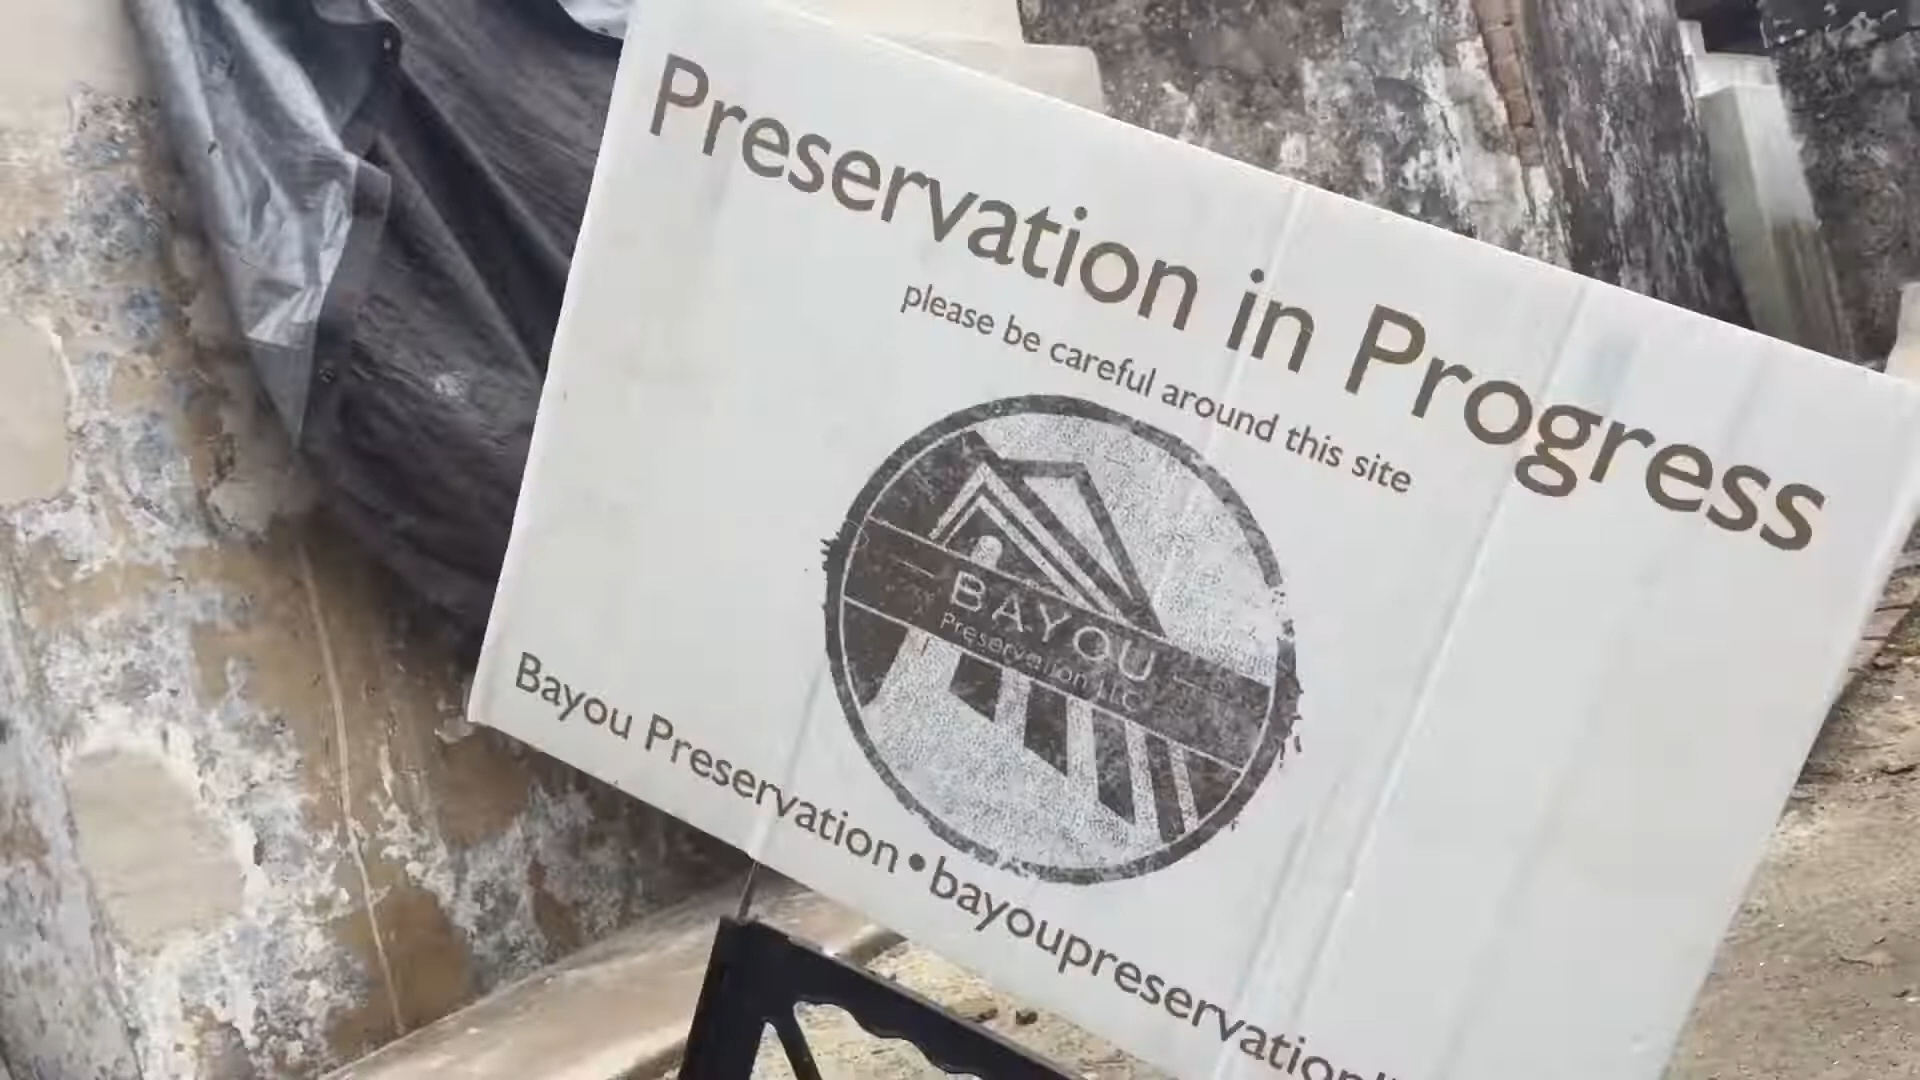 Preservation in Progress
please be careful around this site
BAYOU
Preservation LLC
Bayou Preservation • bayoupreservation